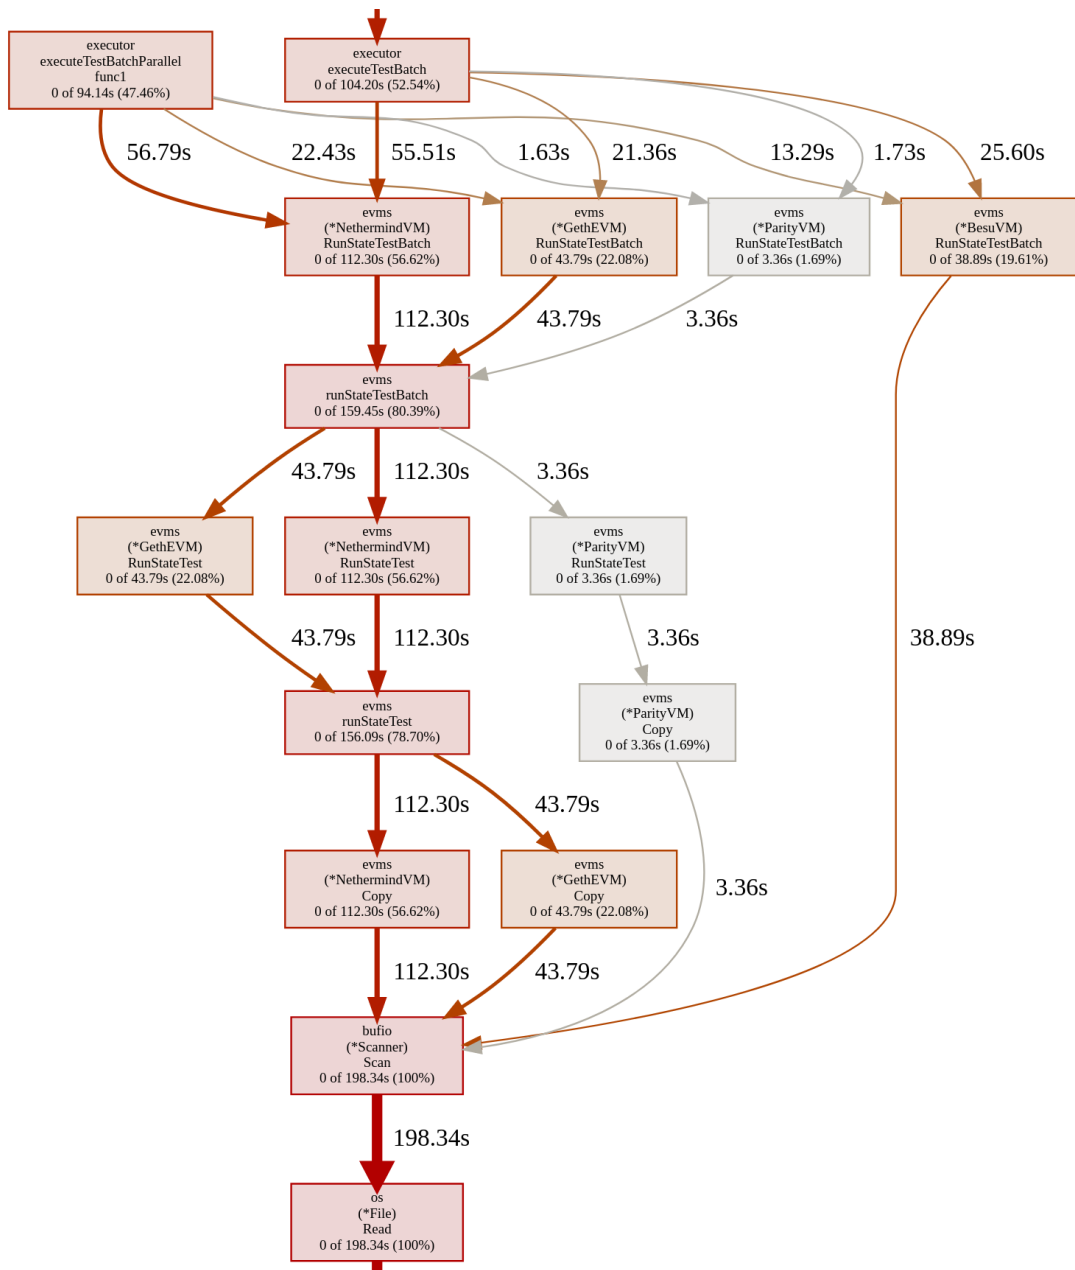 executor
executeTestBatchParallel
func1
0 of 94.14s (47.46%)
executor
executeTestBatch
0 of 104.20s (52.54%)
56.79s
22.43s
55.51s
1.63s
21.36s
13.29s
1.73s
25.60s
evms
(*NethermindVM)
RunStateTestBatch
0 of 112.30s (56.62%)
evms
(*GethEVM)
RunStateTestBatch
0 of 43.79s (22.08%)
evms
(*ParityVM)
RunStateTestBatch
0 of 3.36s (1.69%)
evms
(*BesuVM)
RunStateTestBatch
0 of 38.89s (19.61%)
112.30s
43.79s
3.36s
evms
runStateTestBatch
0 of 159.45s (80.39%)
43.79s
112.30s
3.36s
evms
(*GethEVM)
RunStateTest
0 of 43.79s (22.08%)
evms
(*NethermindVM)
RunStateTest
0 of 112.30s (56.62%)
evms
(*ParityVM)
RunStateTest
0 of 3.36s (1.69%)
43.79s
112.30s
3.36s
38.89s
evms
runStateTest
0 of 156.09s (78.70%)
evms
(*ParityVM)
Copy
0 of 3.36s (1.69%)
112.30s
43.79s
evms
(*NethermindVM)
Copy
0 of 112.30s (56.62%)
evms
(*GethEVM)
Copy
0 of 43.79s (22.08%)
3.36s
112.30s
43.79s
bufio
(*Scanner)
Scan
0 of 198.34s (100%)
198.34s
os
(*File)
Read
0 of 198.34s (100%)